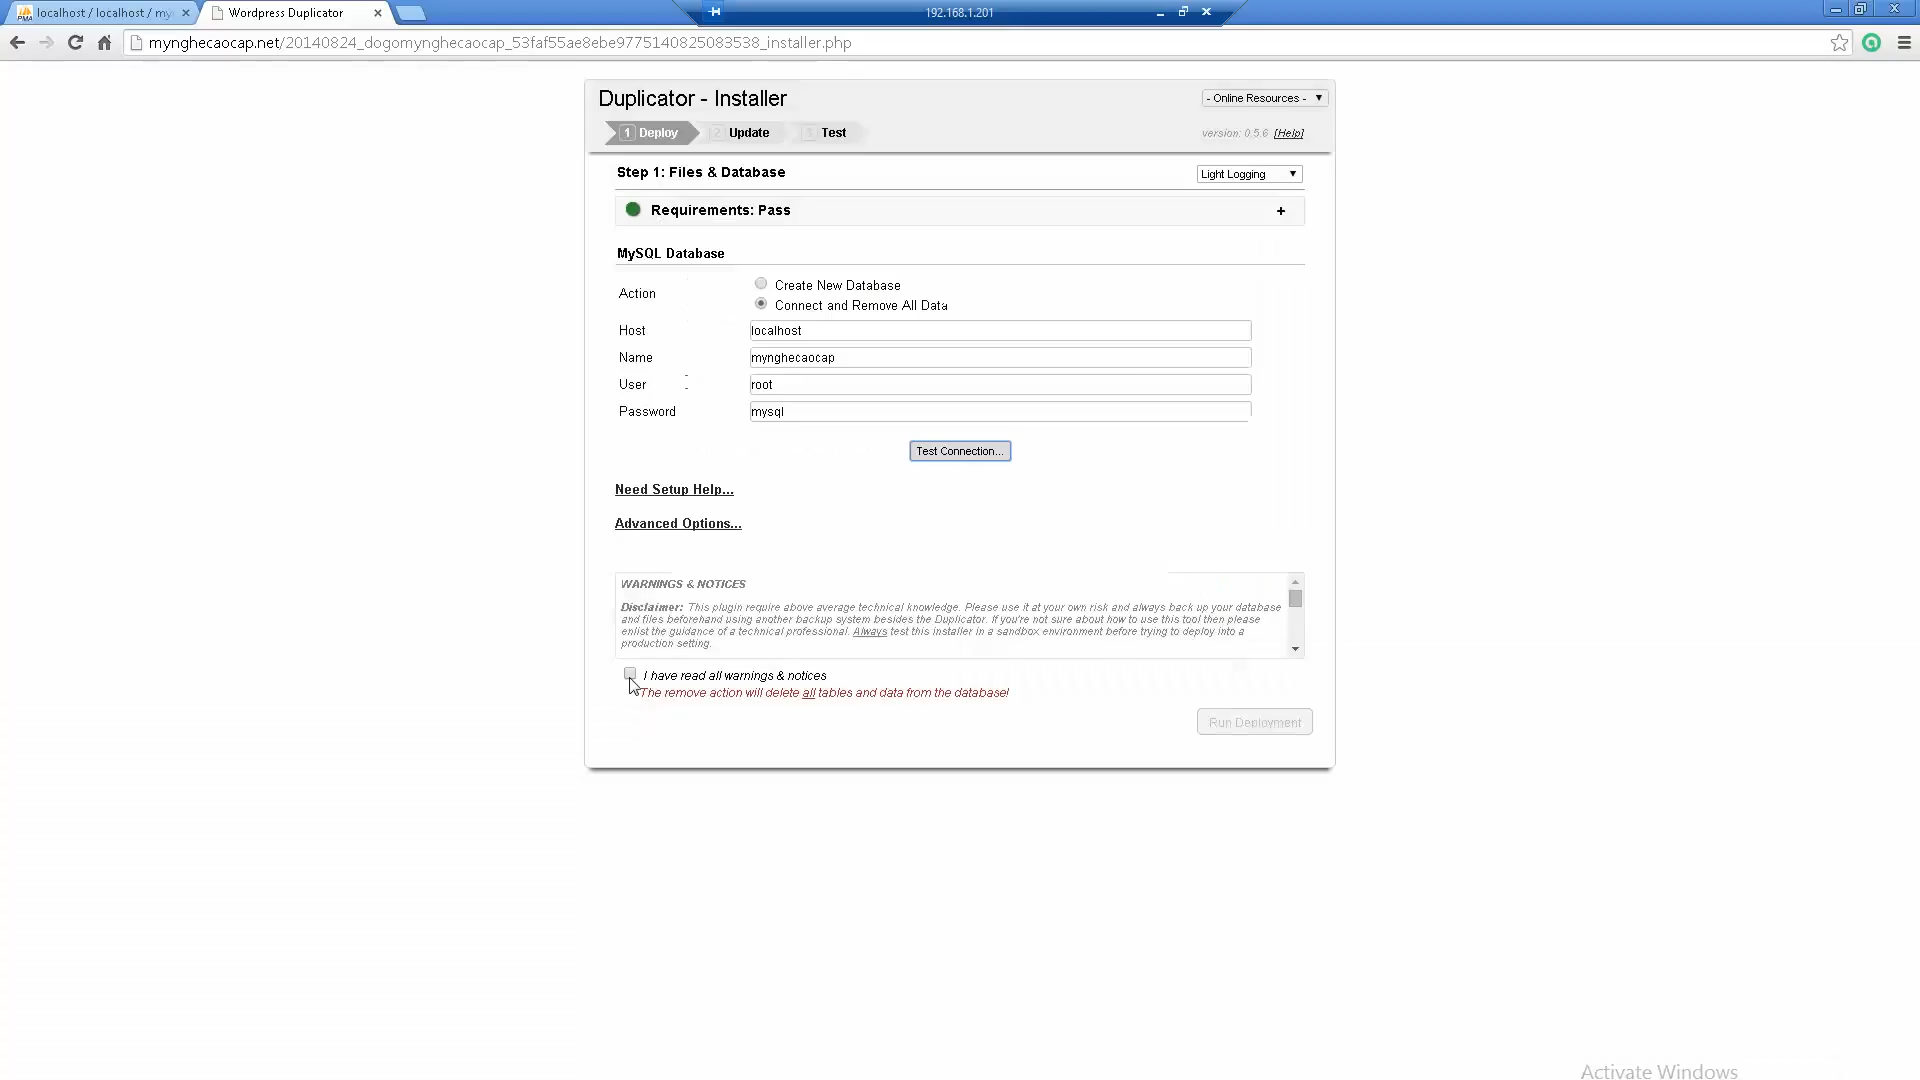 localhost / localhost / my
Wordpress Duplicator
192.168.1.201
mynghecaocap.net/20140824_dogomynghecaocap_53faf55ae8ebe9775140825083538_installer.php
Duplicator - Installer
- Online Resources -
1 Deploy
2 Update
3 Test
version: 0.5.6 [Help]
Step 1: Files & Database
Light Logging
Requirements: Pass
+
MySQL Database
Action
Create New Database
Connect and Remove All Data
Host
localhost
Name
mynghecaocap
User
root
Password
mysql
Test Connection...
Need Setup Help...
Advanced Options...
WARNINGS & NOTICES
Disclaimer: This plugin require above average technical knowledge. Please use it at your own risk and always back up your database
and files beforehand using another backup system besides the Duplicator. If you're not sure about how to use this tool then please
enlist the guidance of a technical professional. Always test this installer in a sandbox environment before trying to deploy into a
production setting.
I have read all warnings & notices
The remove action will delete all tables and data from the database!
Run Deployment
Activate Windows